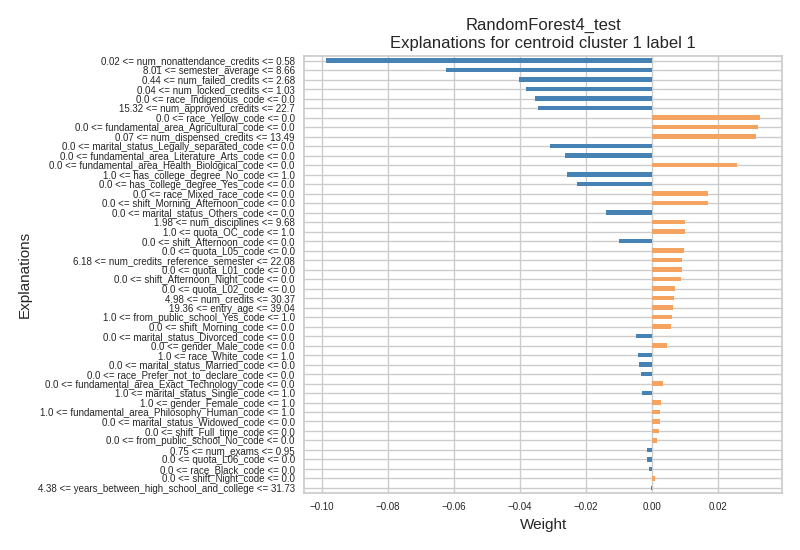 RandomForest4_test
Explanations for centroid cluster 1 label 1
0.02 <= num_nonattendance_credits <= 0.58
8.01 <= semester_average <= 8.66
0.44 <= num_failed_credits <= 2.68
0.04 <= num_locked_credits <= 1.03
0.0 <= race_Indigenous_code <= 0.0
15.32 <= num_approved_credits <= 22.7
0.0 <= race_Yellow_code <= 0.0
0.0 <= fundamental_area_Agricultural_code <= 0.0
0.07 <= num_dispensed_credits <= 13.49
0.0 <= marital_status_Legally_separated_code <= 0.0
0.0 <= fundamental_area_Literature_Arts_code <= 0.0
0.0 <= fundamental_area_Health_Biological_code <= 0.0
1.0 <= has_college_degree_No_code <= 1.0
0.0 <= has_college_degree_Yes_code <= 0.0
0.0 <= race_Mixed_race_code <= 0.0
0.0 <= shift_Morning_Afternoon_code <= 0.0
0.0 <= marital_status_Others_code <= 0.0
1.98 <= num_disciplines <= 9.68
1.0 <= quota_OC_code <= 1.0
0.0 <= shift_Afternoon_code <= 0.0
0.0 <= quota_L05_code <= 0.0
6.18 <= num_credits_reference_semester <= 22.08
0.0 <= quota_L01_code <= 0.0
0.0 <= shift_Afternoon_Night_code <= 0.0
0.0 <= quota_L02_code <= 0.0
4.98 <= num_credits <= 30.37
19.36 <= entry_age <= 39.04
1.0 <= from_public_school_Yes_code <= 1.0
0.0 <= shift_Morning_code <= 0.0
0.0 <= marital_status_Divorced_code <= 0.0
0.0 <= gender_Male_code <= 0.0
1.0 <= race_White_code <= 1.0
0.0 <= marital_status_Married_code <= 0.0
0.0 <= race_Prefer_not_to_declare_code <= 0.0
0.0 <= fundamental_area_Exact_Technology_code <= 0.0
1.0 <= marital_status_Single_code <= 1.0
1.0 <= gender_Female_code <= 1.0
1.0 <= fundamental_area_Philosophy_Human_code <= 1.0
0.0 <= marital_status_Widowed_code <= 0.0
0.0 <= shift_Full_time_code <= 0.0
0.0 <= from_public_school_No_code <= 0.0
0.75 <= num_exams <= 0.95
0.0 <= quota_L06_code <= 0.0
0.0 <= race_Black_code <= 0.0
0.0 <= shift_Night_code <= 0.0
4.38 <= years_between_high_school_and_college <= 31.73
Explanations
−0.10 −0.08 −0.06 −0.04 −0.02 0.00 0.02
Weight